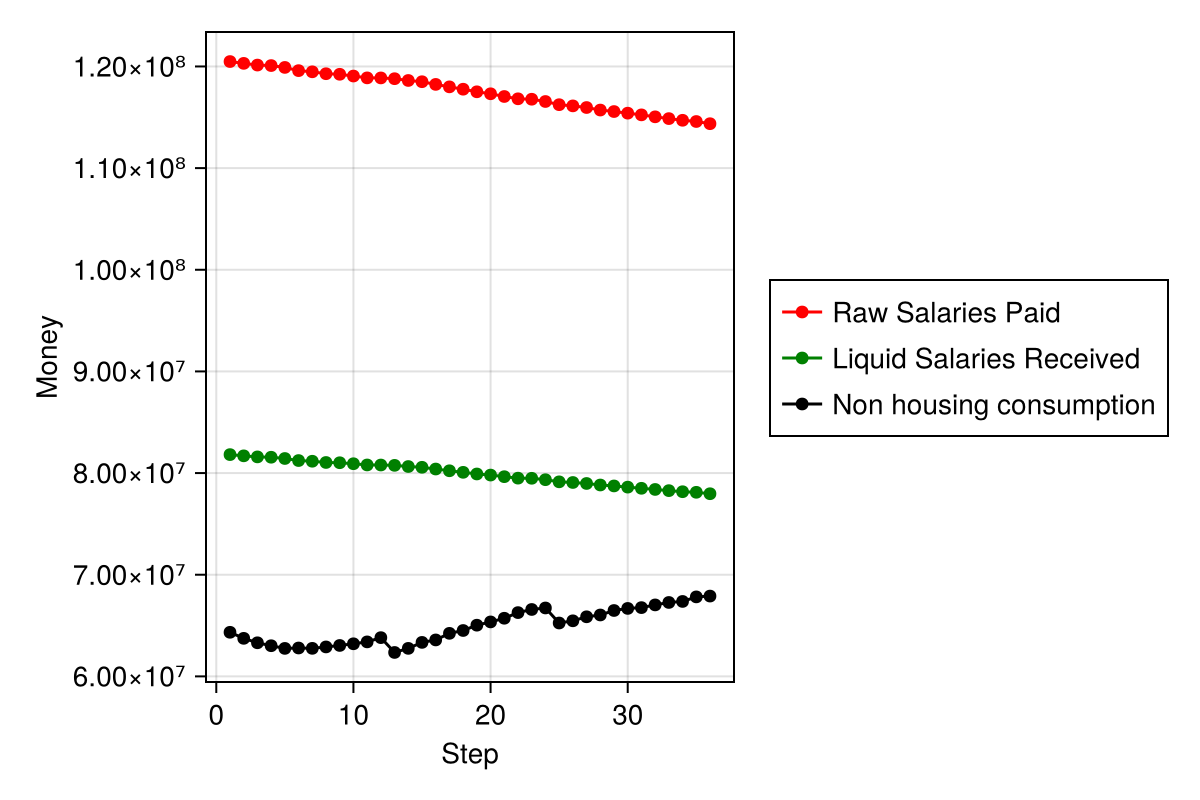 1.20×10⁸
1.10×10⁸
1.00×10⁸
9.00×10⁷
8.00×10⁷
7.00×10⁷
6.00×10⁷
Money
0 10 20 30
Step
Raw Salaries Paid
Liquid Salaries Received
Non housing consumption